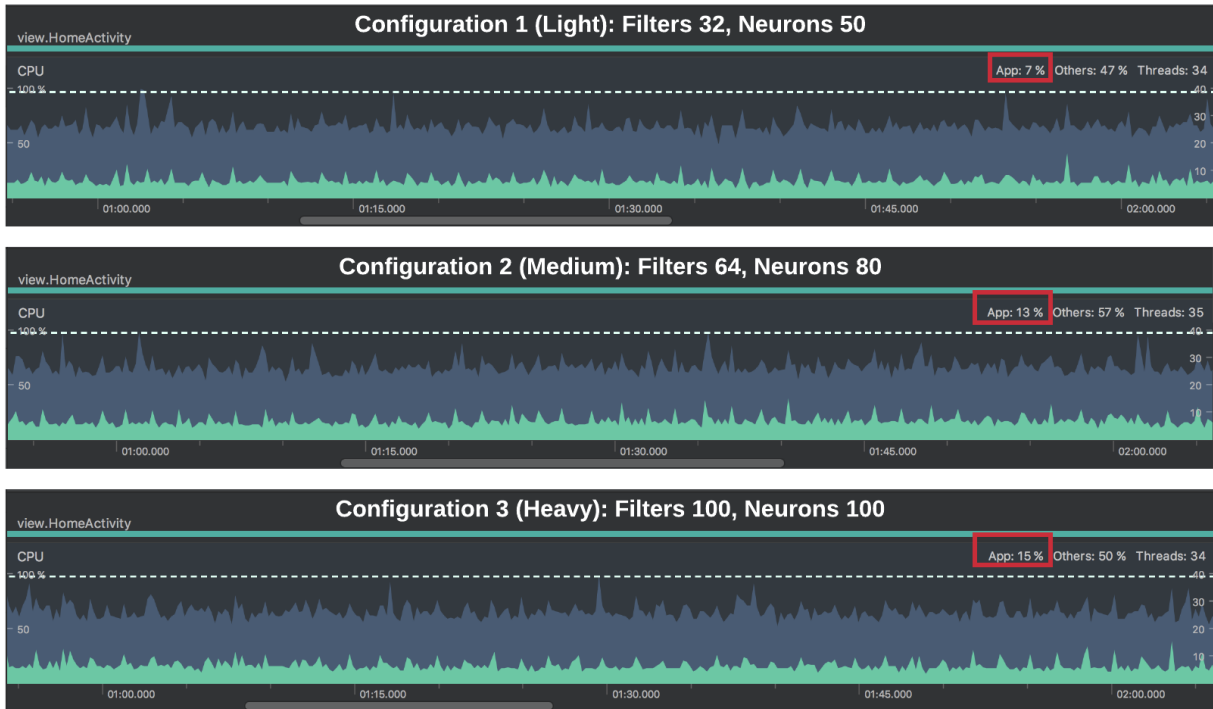 Configuration 1 (Light): Filters 32, Neurons 50
view.HomeActivity
CPU
App: 7 % Others: 47 % Threads: 34
100 % 40
30
50 20
10
01:00.000 01:15.000 01:30.000 01:45.000 02:00.000
Configuration 2 (Medium): Filters 64, Neurons 80
view.HomeActivity
CPU
App: 13 % Others: 57 % Threads: 35
100 % 40
30
50 20
10
01:00.000 01:15.000 01:30.000 01:45.000 02:00.000
Configuration 3 (Heavy): Filters 100, Neurons 100
view.HomeActivity
CPU
App: 15 % Others: 50 % Threads: 34
100 % 40
30
50 20
10
01:00.000 01:15.000 01:30.000 01:45.000 02:00.000